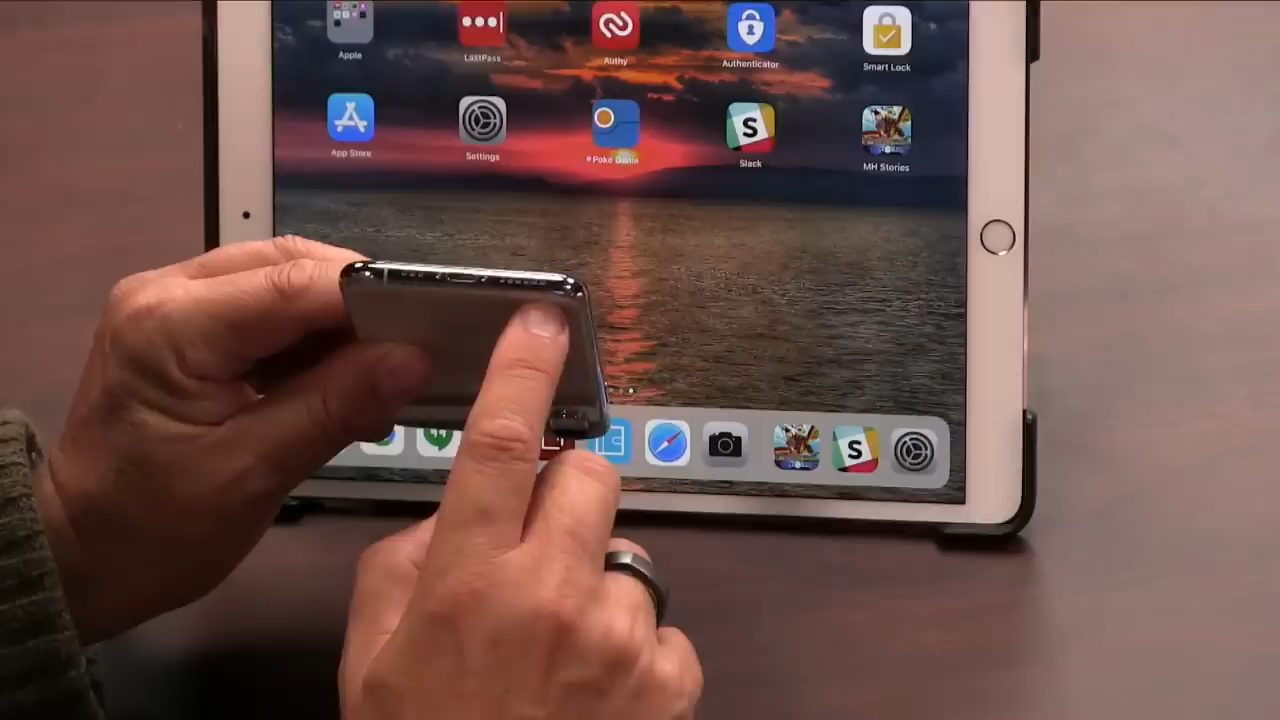 Apple
LastPass
Authy
Authenticator
Smart Lock
App Store
Settings
Slack
MH Stories